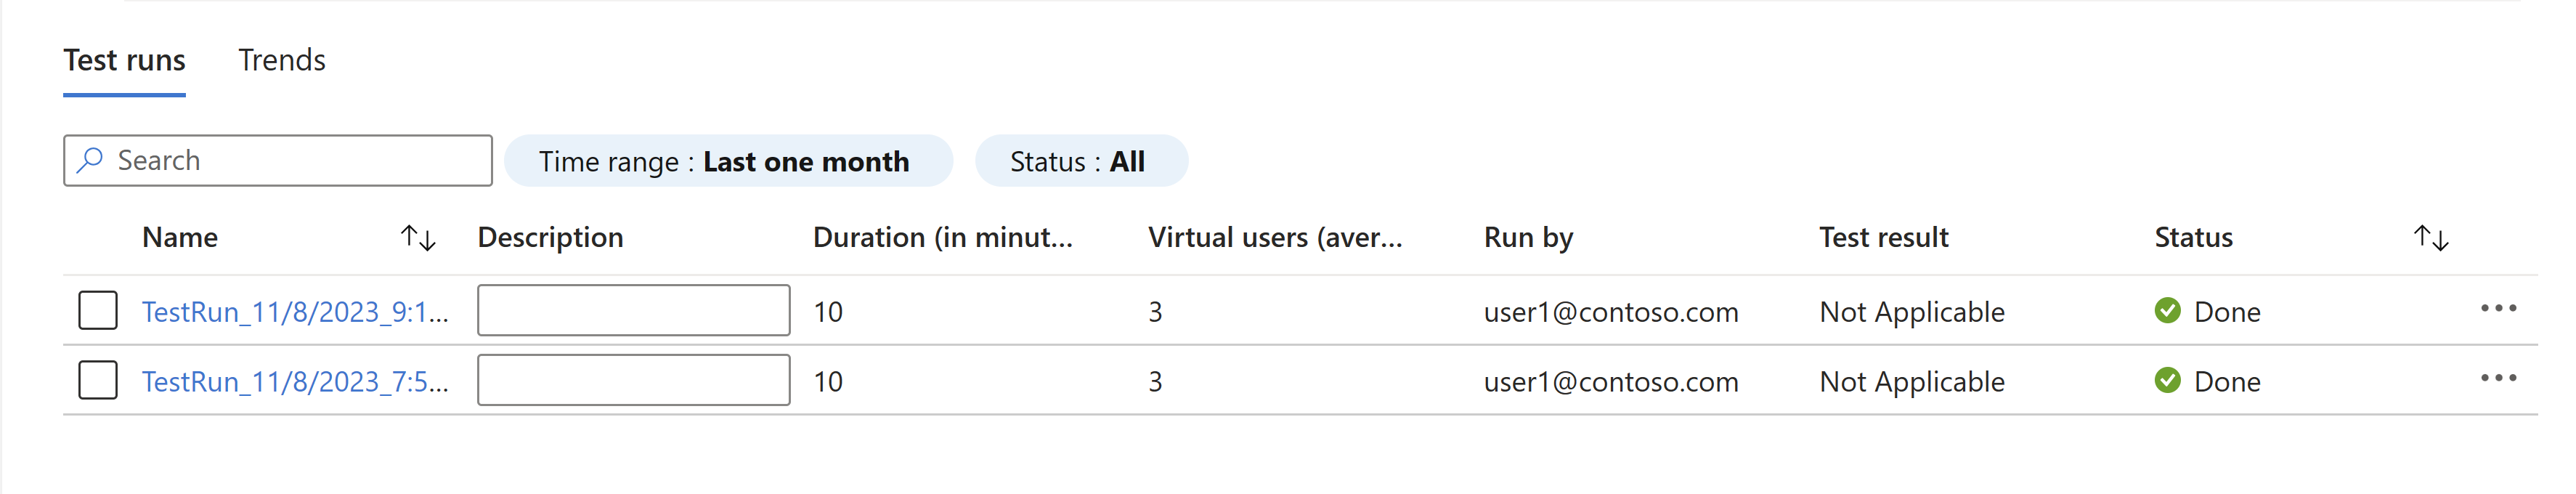 Test runs Trends
Search Time range : Last one month Status : All
Name Description Duration (in minut... Virtual users (aver... Run by Test result Status
TestRun_11/8/2023_9:1... 10 3 user1@contoso.com Not Applicable Done
TestRun_11/8/2023_7:5... 10 3 user1@contoso.com Not Applicable Done